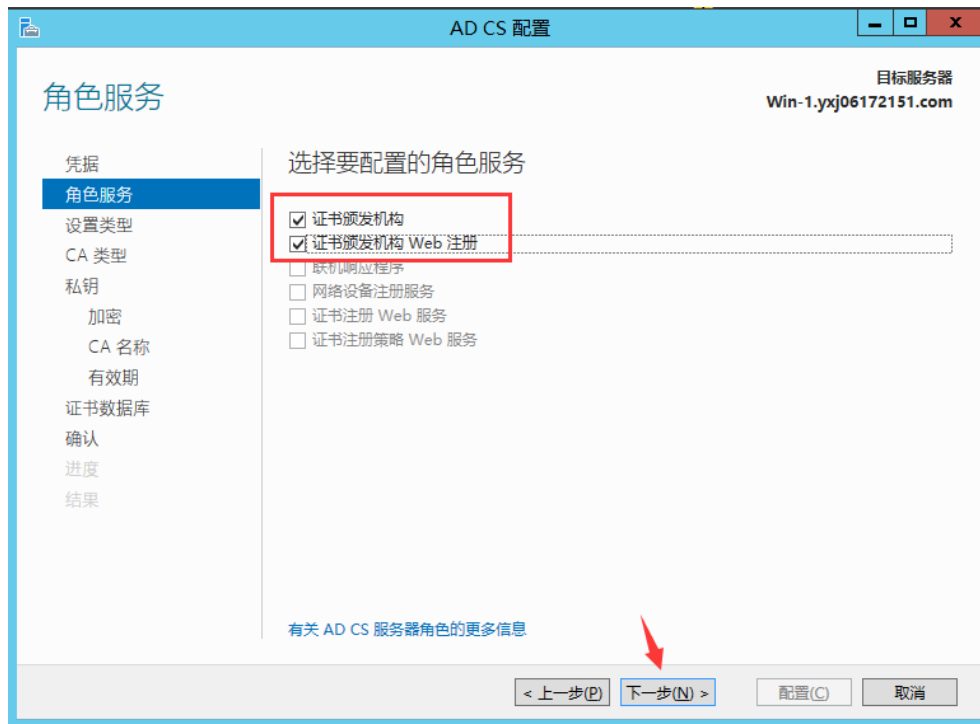 AD CS 配置
角色服务
目标服务器
Win-1.yxj06172151.com
凭据
角色服务
设置类型
CA 类型
私钥
加密
CA 名称
有效期
证书数据库
确认
进度
结果
选择要配置的角色服务
证书颁发机构
证书颁发机构 Web 注册
联机响应程序
网络设备注册服务
证书注册 Web 服务
证书注册策略 Web 服务
有关 AD CS 服务器角色的更多信息
< 上一步(P) 下一步(N) > 配置(C) 取消